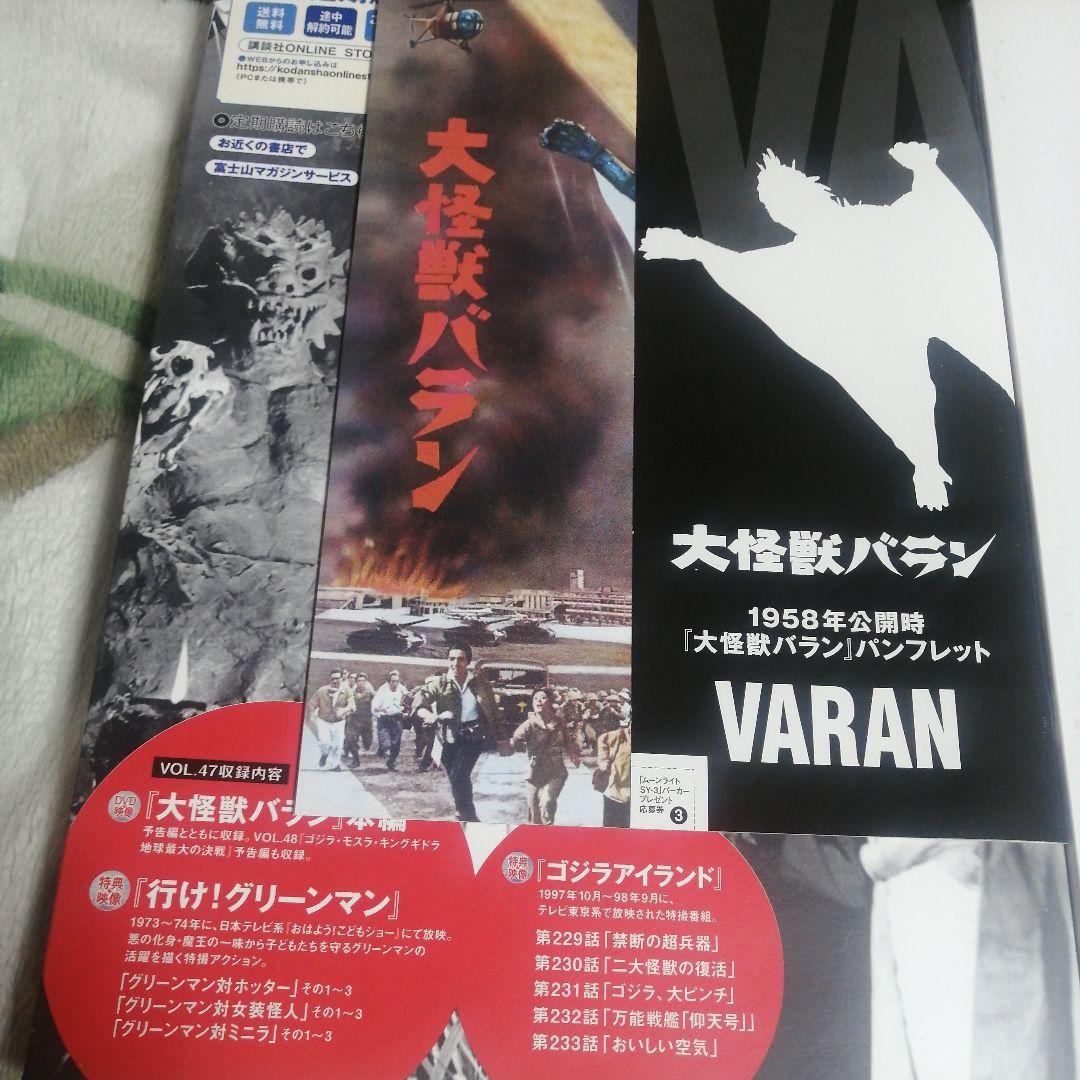 送料
無料
途中
解約可能
講談社ONLINE STO
●WEBからのお申し込みは
https://kodanshaonlinest
(PCまたは携帯で)
定期購読はこちら
お近くの書店で
富士山マガジンサービス
大怪獣バラン
VA
大怪獣バラン
1958年公開時
『大怪獣バラン』パンフレット
VARAN
「ムーンライト
SY-3」パーカー
プレゼント
応募券
3
VOL.47収録内容
DVD
映像
『大怪獣バラン』本編
予告編とともに収録。VOL.48『ゴジラ・モスラ・キングギドラ
地球最大の決戦』予告編も収録。
特典
映像
『行け!グリーンマン』
1973〜74年に、日本テレビ系『おはよう!こどもショー』にて放映。
悪の化身・魔王の一味から子どもたちを守るグリーンマンの
活躍を描く特撮アクション。
「グリーンマン対ホッター」その1〜3
「グリーンマン対女装怪人」その1〜3
「グリーンマン対ミニラ」その1〜3
特典
映像
『ゴジラアイランド』
1997年10月〜98年9月に、
テレビ東京系で放映された特撮番組。
第229話「禁断の超兵器」
第230話「二大怪獣の復活」
第231話「ゴジラ、大ピンチ」
第232話「万能戦艦「仰天号」」
第233話「おいしい空気」